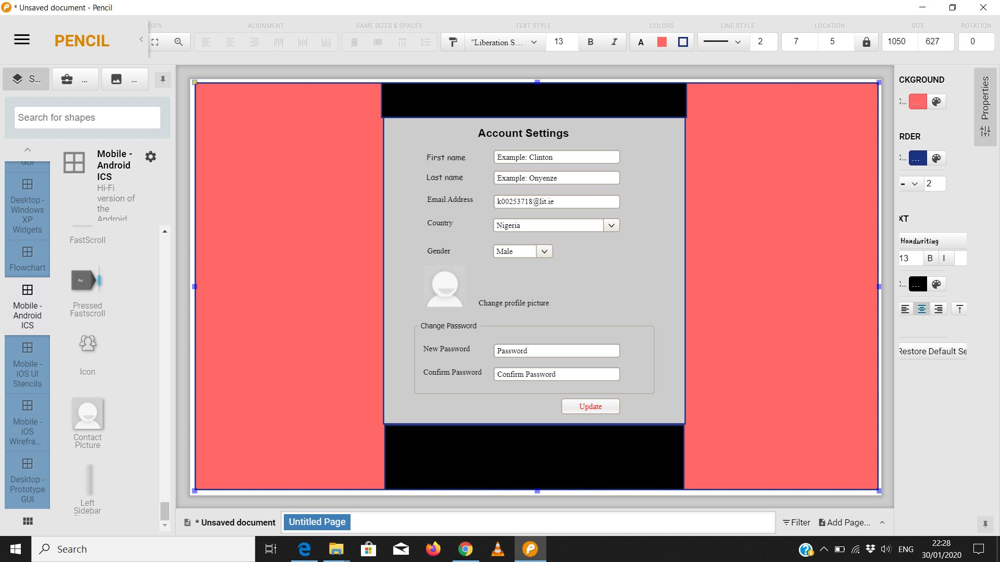 * Unsaved document - Pencil
PENCIL
100%
ALIGNMENT
SAME SIZES & SPACES
TEXT STYLE
COLORS
LINE STYLE
LOCATION
SIZE
ROTATION
"Liberation S...
13
B
I
A
2
7
5
1050
627
0
S...
...
...
Search for shapes
GUI
Desktop -
Windows
XP
Widgets
Flowchart
Mobile -
Android
ICS
Mobile -
iOS UI
Stencils
Mobile -
iOS
Wirefra...
Desktop -
Prototype
GUI
Mobile -
Android
ICS
Hi-Fi
version of
the
Android
FastScroll
Aa
Pressed
Fastscroll
Icon
Contact
Picture
Left
Sidebar
Account Settings
First name
Example: Clinton
Last name
Example: Onyenze
Email Address
k00253718@lit.ie
Country
Nigeria
Gender
Male
Change profile picture
Change Password
New Password
Password
Confirm Password
Confirm Password
Update
CKGROUND
...
Properties
RDER
...
2
XT
Handwriting
13
B
I
...
Restore Default Se
* Unsaved document
Untitled Page
Filter
Add Page...
Search
ENG
22:28
30/01/2020